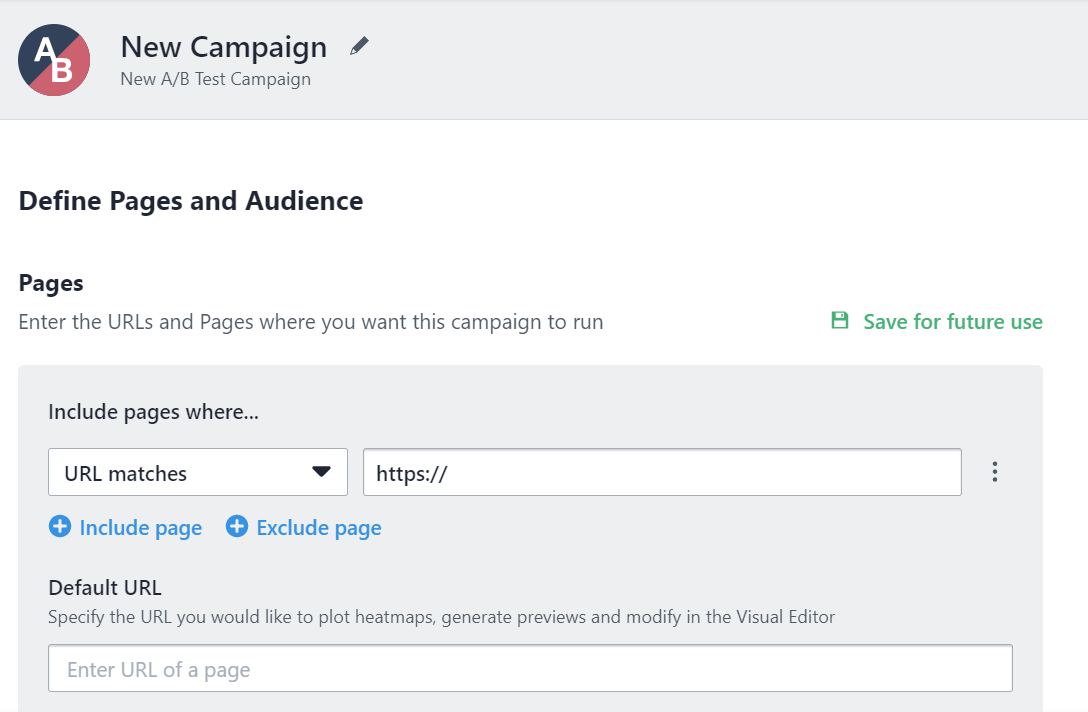 AB
New Campaign
New A/B Test Campaign
Define Pages and Audience
Pages
Enter the URLs and Pages where you want this campaign to run
Save for future use
Include pages where...
URL matches
https://
Include page
Exclude page
Default URL
Specify the URL you would like to plot heatmaps, generate previews and modify in the Visual Editor
Enter URL of a page